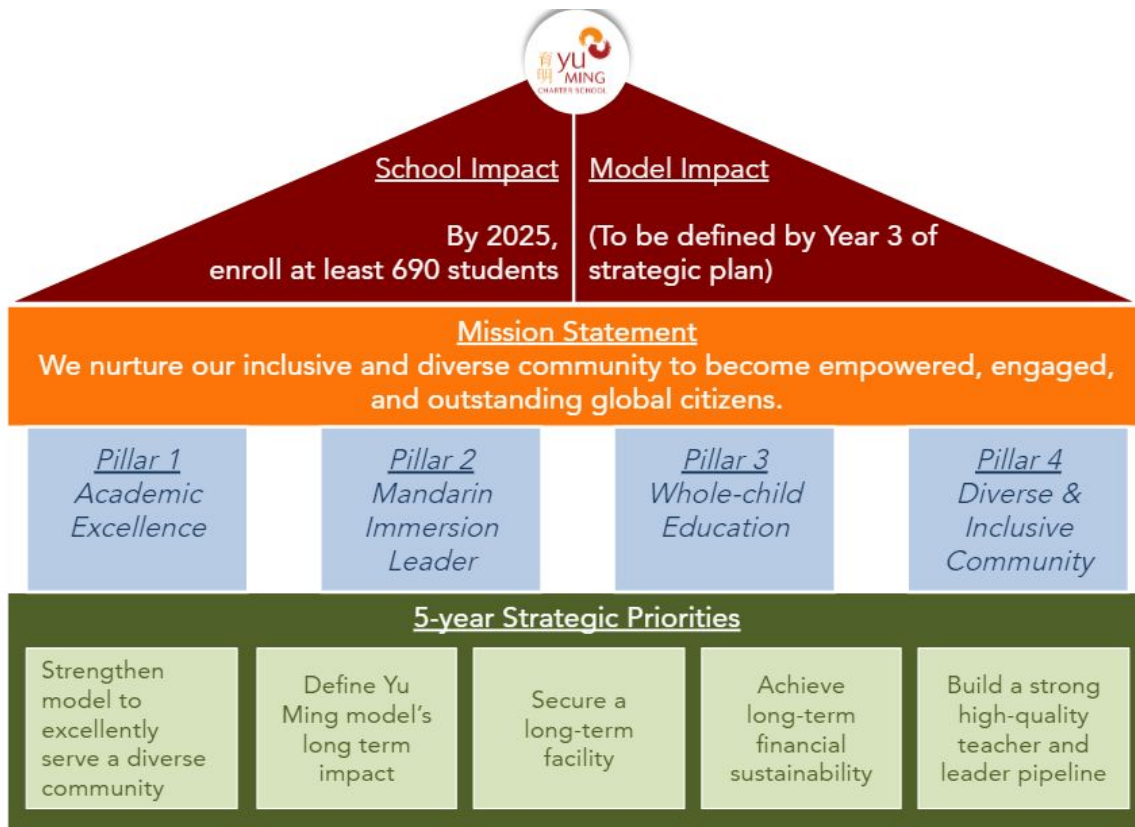 育 yu
明 MING
CHARTER SCHOOL
School Impact
By 2025,
enroll at least 690 students
Model Impact
(To be defined by Year 3 of
strategic plan)
Mission Statement
We nurture our inclusive and diverse community to become empowered, engaged,
and outstanding global citizens.
Pillar 1
Academic
Excellence
Pillar 2
Mandarin
Immersion
Leader
Pillar 3
Whole-child
Education
Pillar 4
Diverse &
Inclusive
Community
5-year Strategic Priorities
Strengthen
model to
excellently
serve a diverse
community
Define Yu
Ming model’s
long term
impact
Secure a
long-term
facility
Achieve
long-term
financial
sustainability
Build a strong
high-quality
teacher and
leader pipeline